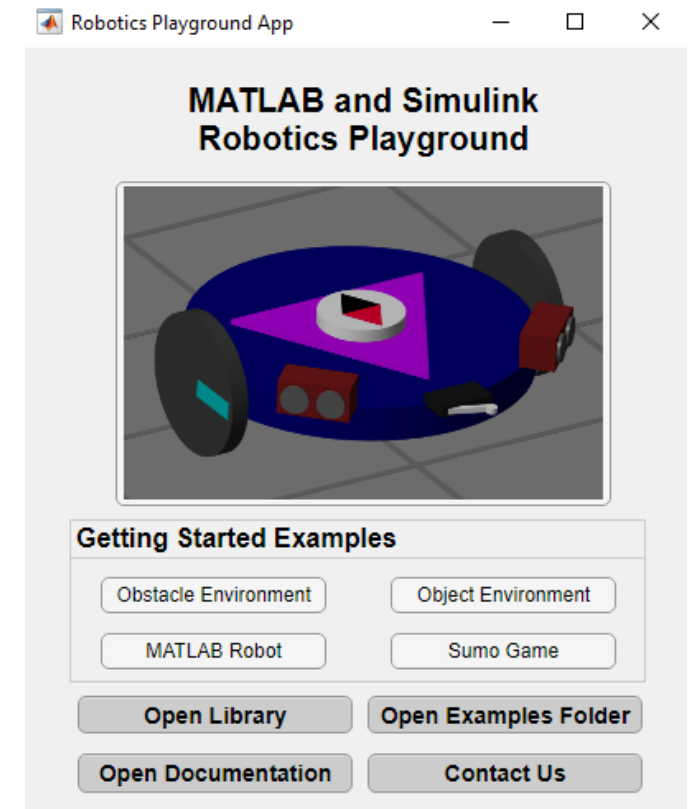 Robotics Playground App
MATLAB and Simulink
Robotics Playground
Getting Started Examples
Obstacle Environment
Object Environment
MATLAB Robot
Sumo Game
Open Library
Open Examples Folder
Open Documentation
Contact Us